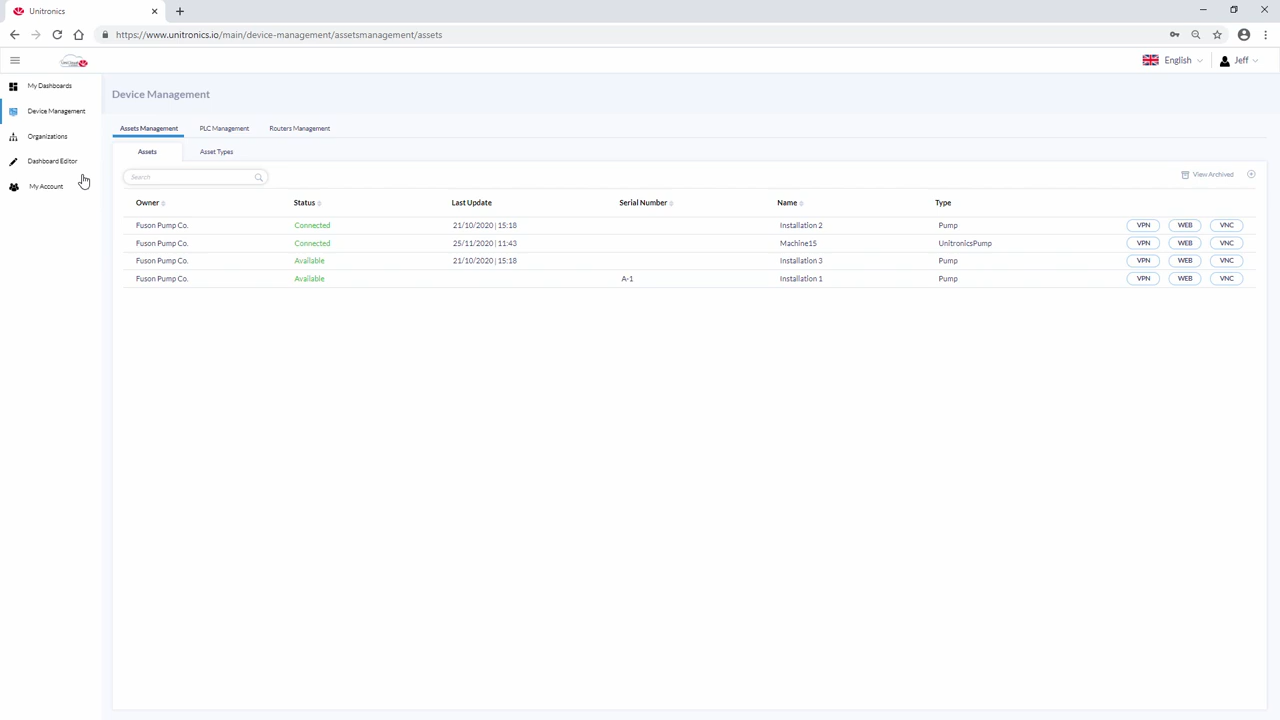 Unitronics
https://www.unitronics.io/main/device-management/assetsmanagement/assets
English
Jeff
My Dashboards
Device Management
Organizations
Dashboard Editor
My Account
Device Management
Assets Management PLC Management Routers Management
Assets Asset Types
Search
View Archived
Owner Status Last Update Serial Number Name Type
Fuson Pump Co. Connected 21/10/2020 | 15:18 Installation 2 Pump VPN WEB VNC
Fuson Pump Co. Connected 25/11/2020 | 11:43 Machine15 UnitronicsPump VPN WEB VNC
Fuson Pump Co. Available 21/10/2020 | 15:18 Installation 3 Pump VPN WEB VNC
Fuson Pump Co. Available A-1 Installation 1 Pump VPN WEB VNC